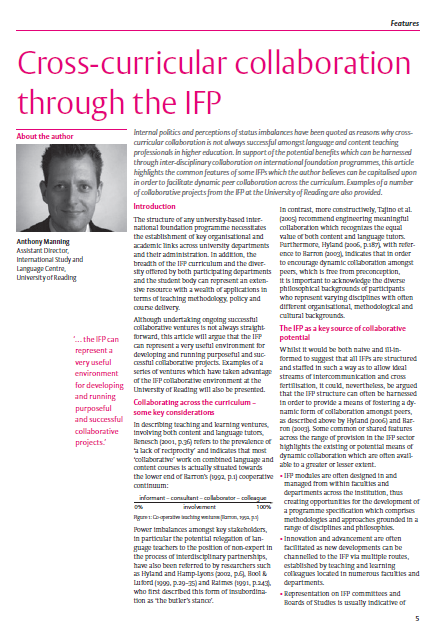 Features
Cross-curricular collaboration
through the IFP
About the author
Anthony Manning
Assistant Director,
International Study and
Language Centre,
University of Reading
'... the IFP can
represent a
very useful
environment
for developing
and running
purposeful
and successful
collaborative
projects.'
Internal politics and perceptions of status imbalances have been quoted as reasons why cross-
curricular collaboration is not always successful amongst language and content teaching
professionals in higher education. In support of the potential benefits which can be harnessed
through inter-disciplinary collaboration on international foundation programmes, this article
highlights the common features of some IFPs which the author believes can be capitalised upon
in order to facilitate dynamic peer collaboration across the curriculum. Examples of a number
of collaborative projects from the IFP at the University of Reading are also provided.
Introduction
The structure of any university-based inter-
national foundation programme necessitates
the establishment of key organisational and
academic links across university departments
and their administration. In addition, the
breadth of the IFP curriculum and the diver-
sity offered by both participating departments
and the student body can represent an exten-
sive resource with a wealth of applications in
terms of teaching methodology, policy and
course delivery.
Although undertaking ongoing successful
collaborative ventures is not always straight-
forward, this article will argue that the IFP
can represent a very useful environment for
developing and running purposeful and suc-
cessful collaborative projects. Examples of a
series of ventures which have taken advantage
of the IFP collaborative environment at the
University of Reading will also be presented.
Collaborating across the curriculum –
some key considerations
In describing teaching and learning ventures,
involving both content and language tutors,
Benesch (2001, p.36) refers to the prevalence of
'a lack of reciprocity' and indicates that most
'collaborative' work on combined language and
content courses is actually situated towards
the lower end of Barron's (1992, p.1) cooperative
continuum:
informant – consultant – collaborator – colleague
0% involvement 100%
Figure 1: Co-operative teaching ventures (Barron, 1992, p.1)
Power imbalances amongst key stakeholders,
in particular the potential relegation of lan-
guage teachers to the position of non-expert in
the process of interdisciplinary partnerships,
have also been referred to by researchers such
as Hyland and Hamp-Lyons (2002, p.6), Rool &
Luford (1999, p.29–35) and Raimes (1991, p.243),
who first described this form of insubordina-
tion as 'the butler's stance'.
In contrast, more constructively, Tajino et al.
(2005) recommend engineering meaningful
collaboration which recognizes the equal
value of both content and language tutors.
Furthermore, Hyland (2006, p.187), with refer-
ence to Barron (2003), indicates that in order
to encourage dynamic collaboration amongst
peers, which is free from preconception,
it is important to acknowledge the diverse
philosophical backgrounds of participants
who represent varying disciplines with often
different organisational, methodological and
cultural backgrounds.
The IFP as a key source of collaborative
potential
Whilst it would be both naive and ill-in-
formed to suggest that all IFPs are structured
and staffed in such a way as to allow ideal
streams of intercommunication and cross
fertilisation, it could, nevertheless, be argued
that the IFP structure can often be harnessed
in order to provide a means of fostering a dy-
namic form of collaboration amongst peers,
as described above by Hyland (2006) and Bar-
ron (2003). Some common or shared features
across the range of provision in the IFP sector
highlights the existing or potential means of
dynamic collaboration which are often avail-
able to a greater or lesser extent.
• IFP modules are often designed in and
managed from within faculties and
departments across the institution, thus
creating opportunities for the development of
a programme specification which comprises
methodologies and approaches grounded in a
range of disciplines and philosophies.
• Innovation and advancement are often
facilitated as new developments can be
channelled to the IFP via multiple routes,
established by teaching and learning
colleagues located in numerous faculties and
departments.
• Representation on IFP committees and
Boards of Studies is usually indicative of
5